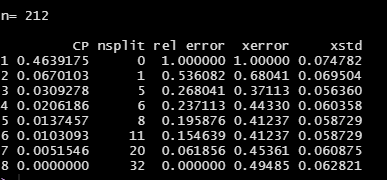 n= 212
CP nsplit rel error xerror xstd
1 0.4639175 0 1.000000 1.00000 0.074782
2 0.0670103 1 0.536082 0.68041 0.069504
3 0.0309278 5 0.268041 0.37113 0.056360
4 0.0206186 6 0.237113 0.44330 0.060358
5 0.0137457 8 0.195876 0.41237 0.058729
6 0.0103093 11 0.154639 0.41237 0.058729
7 0.0051546 20 0.061856 0.45361 0.060875
8 0.0000000 32 0.000000 0.49485 0.062821